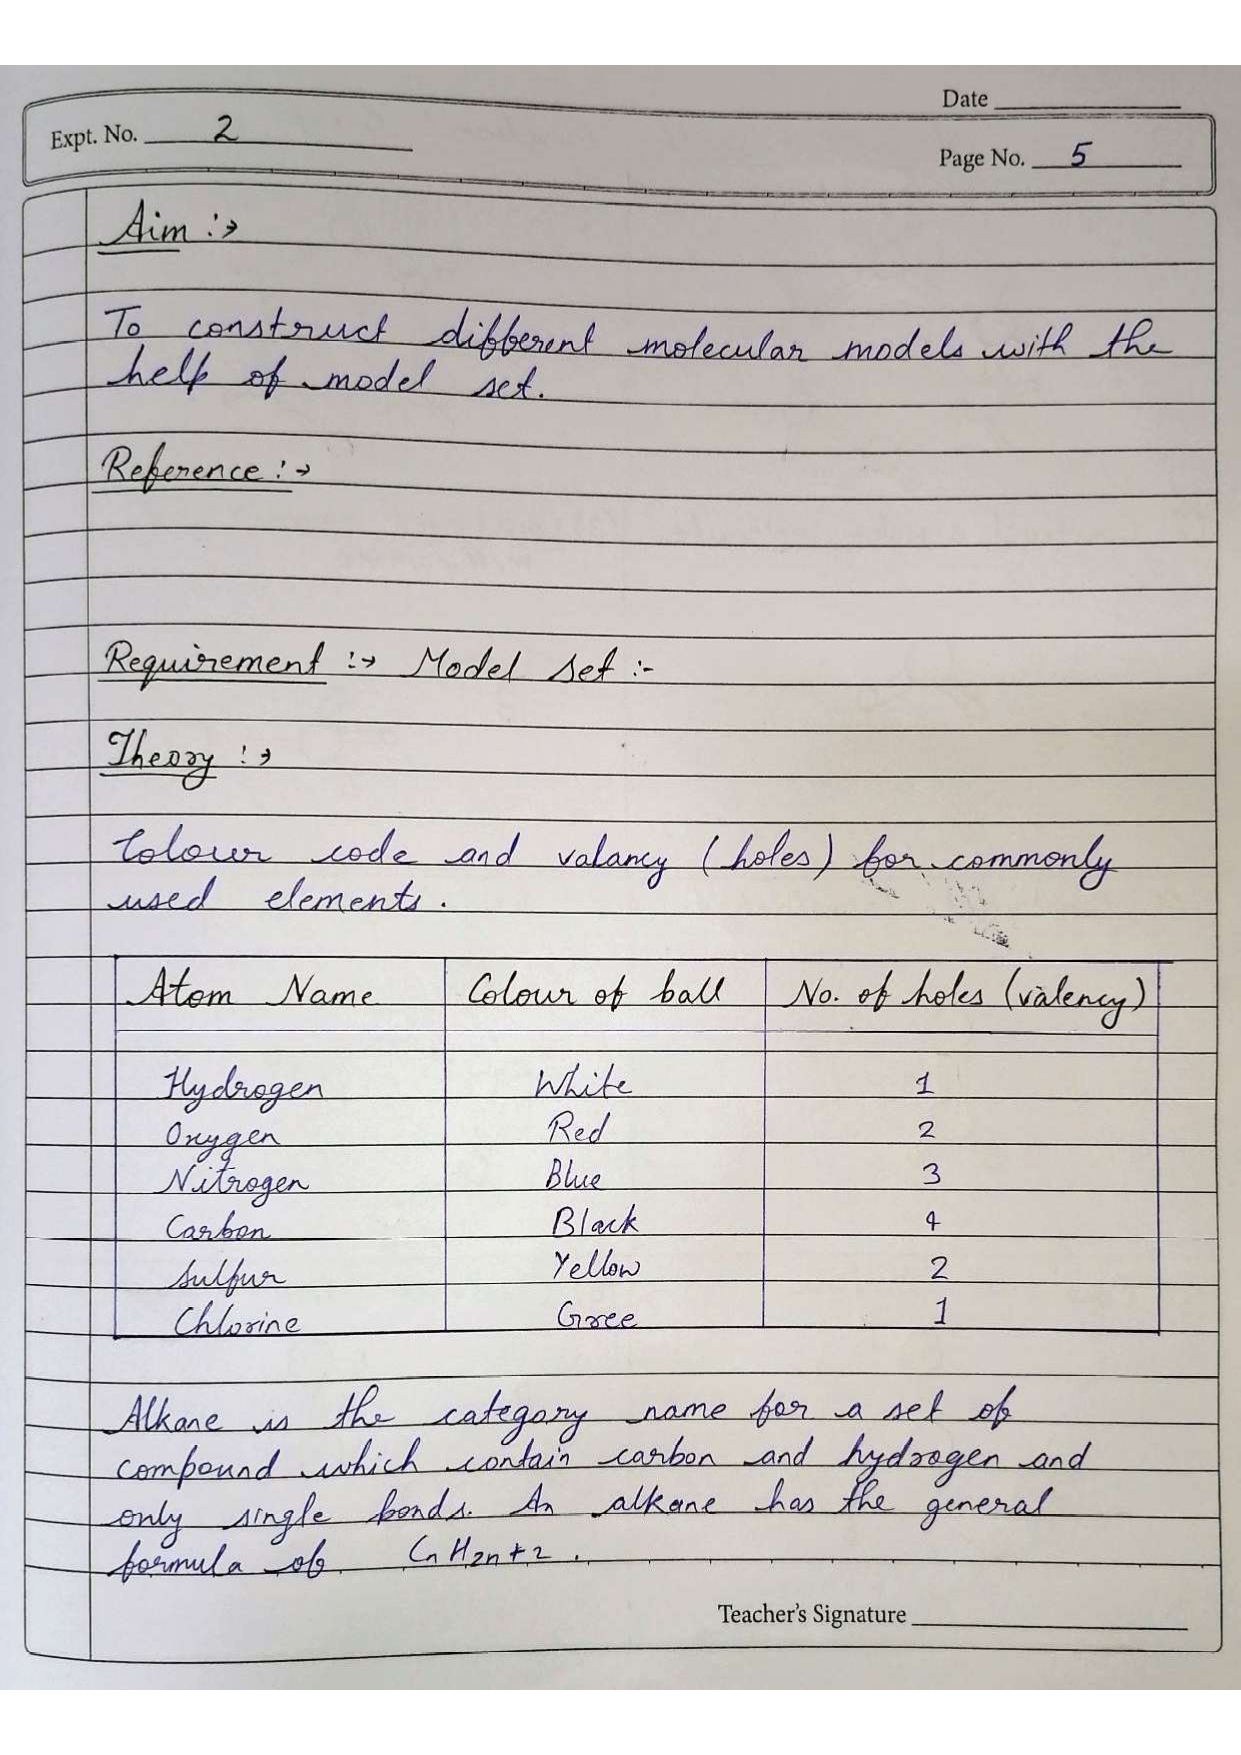 Date
Expt. No. 2
Page No. 5
Aim :→
To construct different molecular models with the
help of model set.
Reference :→
Requirement :→ Model set :-
Theory :→
Colour code and valancy (holes) for commonly
used elements.
Atom Name Colour of ball No. of holes (valency)
Hydrogen White 1
Oxygen Red 2
Nitrogen Blue 3
Carbon Black 4
Sulfur Yellow 2
Chlorine Gree 1
Alkane is the category name for a set of
compound which contain carbon and hydrogen and
only single bonds. An alkane has the general
formula of CnH2n+2.
Teacher's Signature